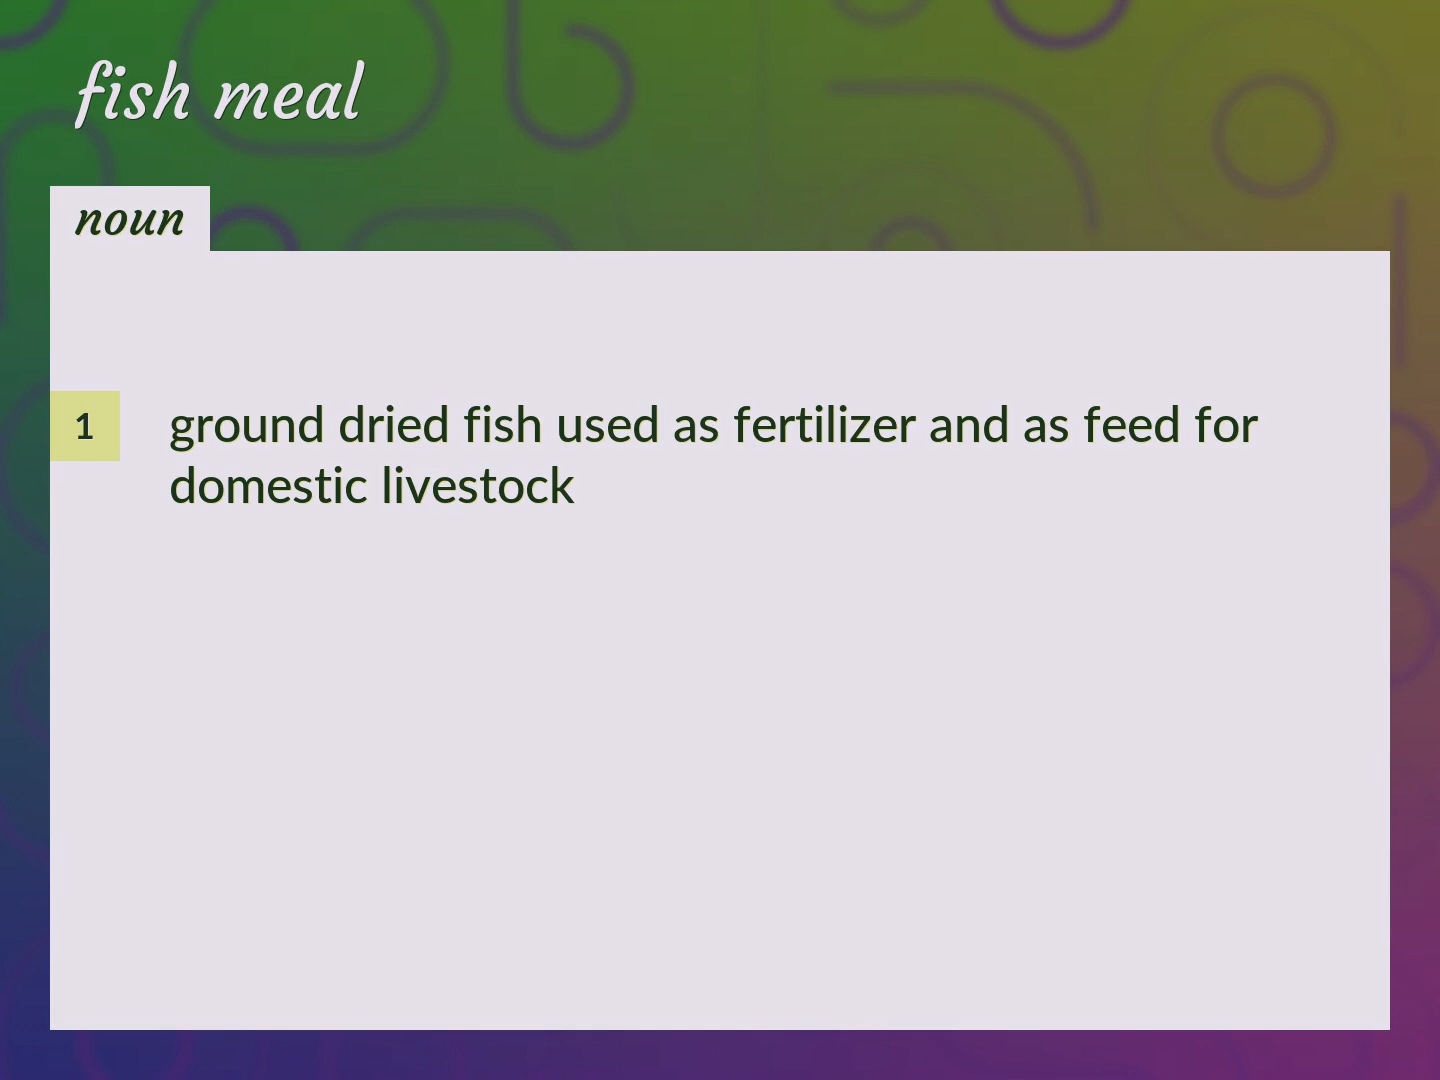 fish meal
noun
1 ground dried fish used as fertilizer and as feed for
domestic livestock